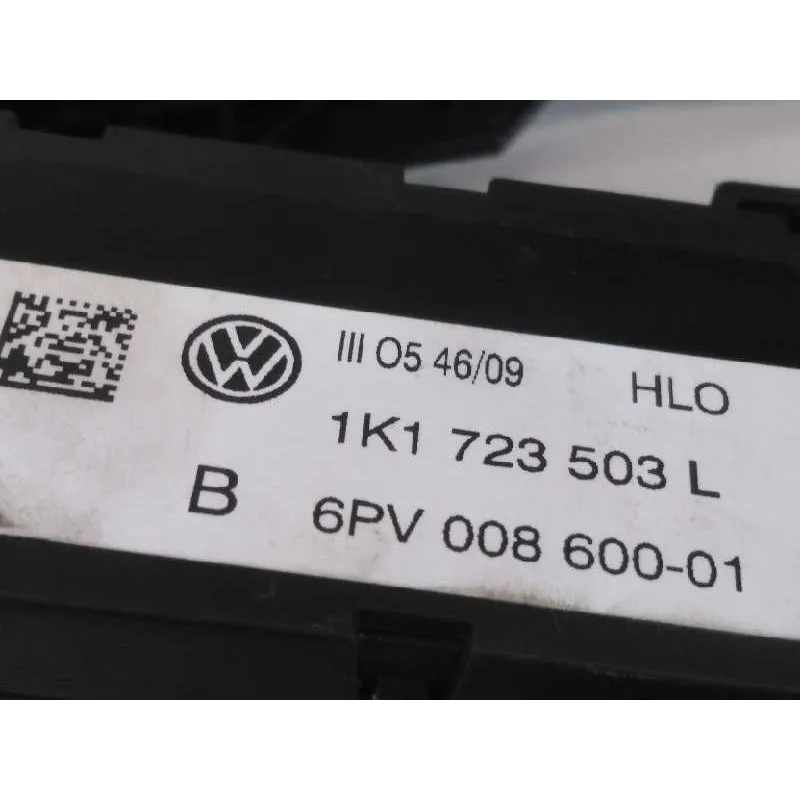 III O5 46/09 HLO
1K1 723 503 L
B 6PV 008 600-01